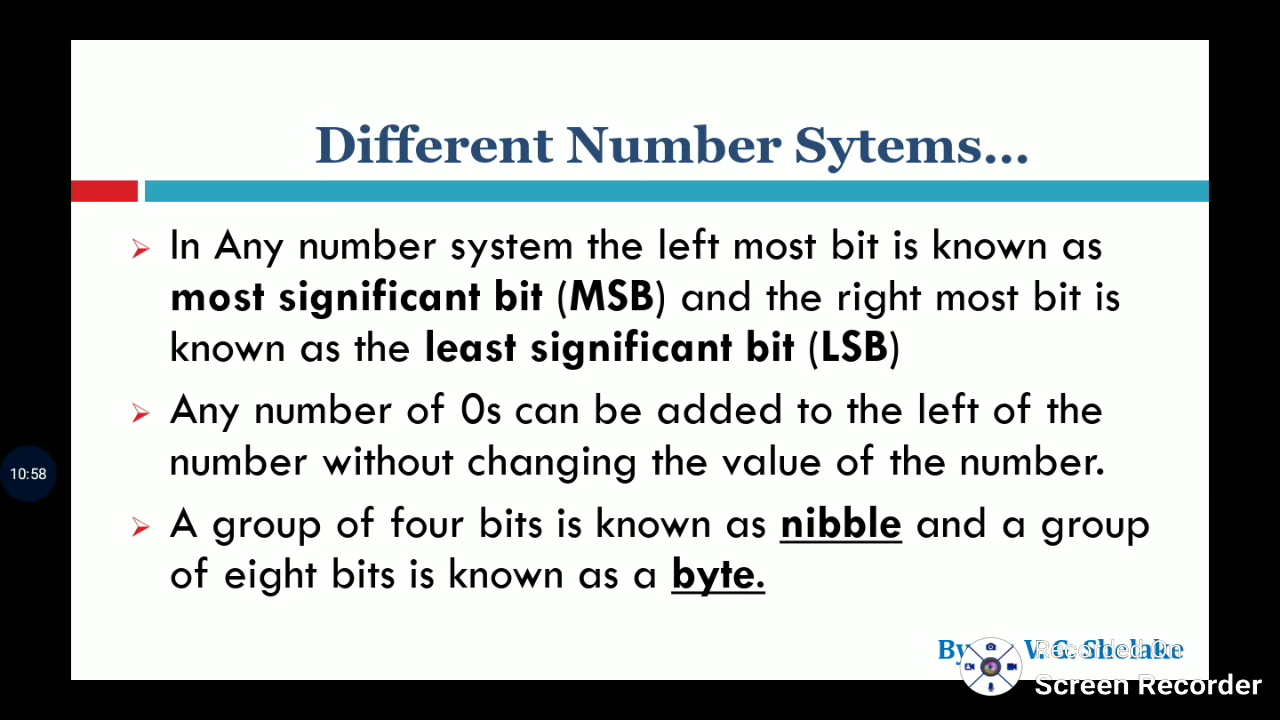 Different Number Sytems...
In Any number system the left most bit is known as
most significant bit (MSB) and the right most bit is
known as the least significant bit (LSB)
Any number of 0s can be added to the left of the
number without changing the value of the number.
10:58
A group of four bits is known as nibble and a group
of eight bits is known as a byte.
By V. G. Shelake
Recorded On
Screen Recorder